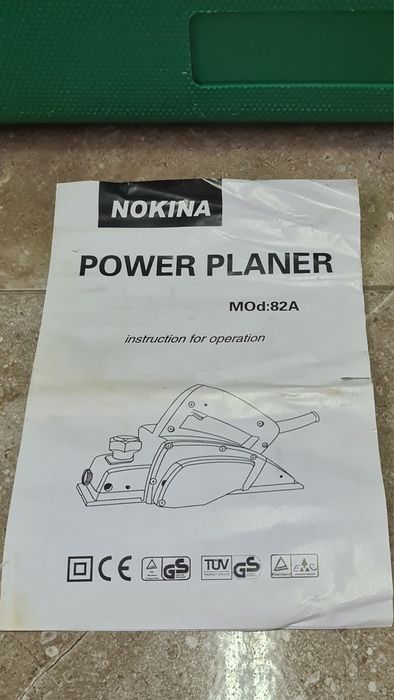 NOKINA
POWER PLANER
MOd:82A
instruction for operation
CE GS TUV GS